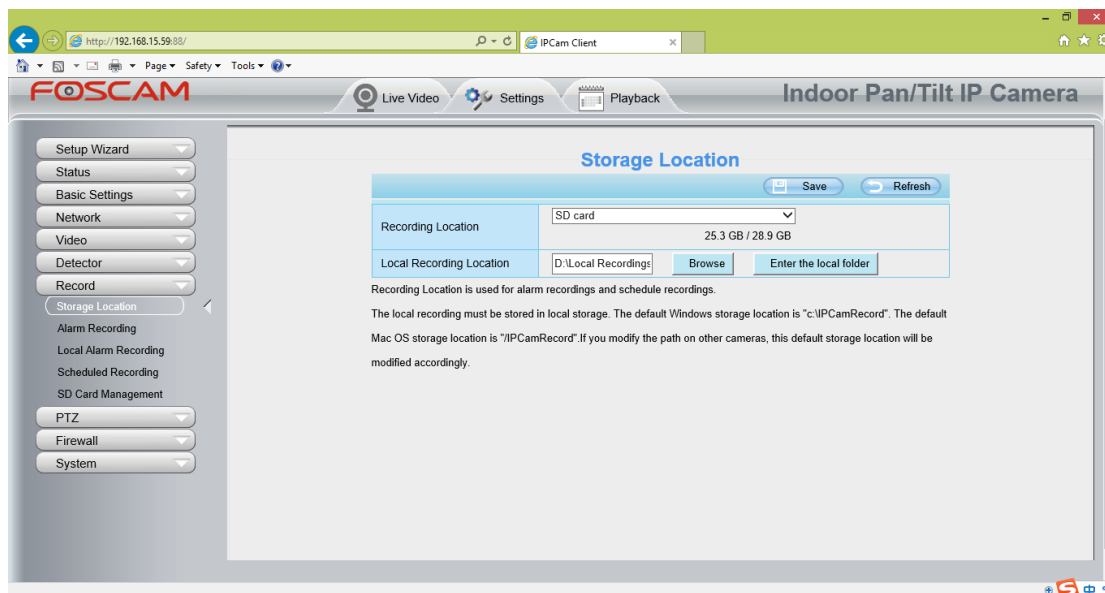 http://192.168.15.59:88/
IPCam Client
Page Safety Tools
FOSCAM
Live Video
Settings
Playback
Indoor Pan/Tilt IP Camera
Setup Wizard
Status
Basic Settings
Network
Video
Detector
Record
Storage Location
Alarm Recording
Local Alarm Recording
Scheduled Recording
SD Card Management
PTZ
Firewall
System
Storage Location
Save Refresh
Recording Location
SD card
25.3 GB / 28.9 GB
Local Recording Location D:\Local Recordings Browse Enter the local folder
Recording Location is used for alarm recordings and schedule recordings.
The local recording must be stored in local storage. The default Windows storage location is "c:\IPCamRecord". The default
Mac OS storage location is "/IPCamRecord".If you modify the path on other cameras, this default storage location will be
modified accordingly.
中